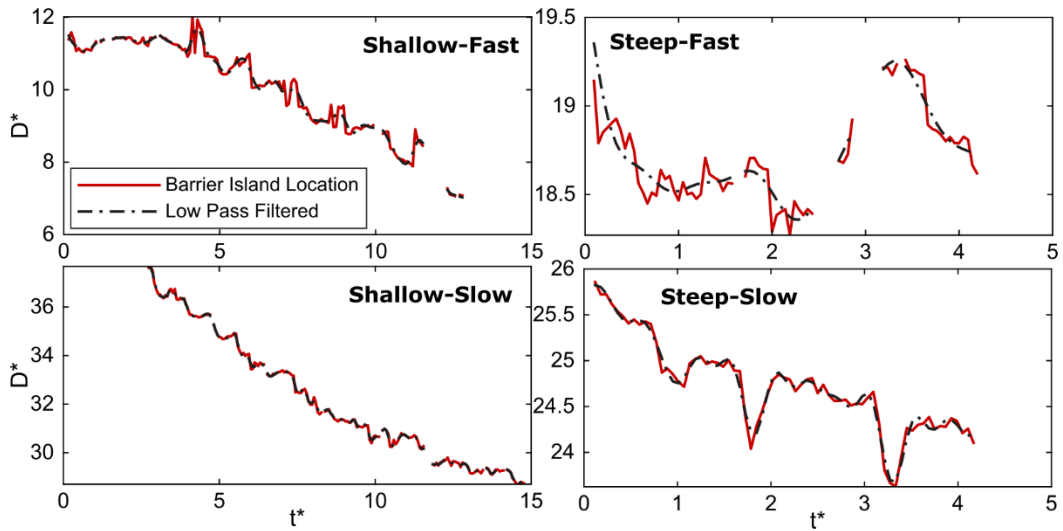 12
10
8
6
D*
Shallow-Fast
Barrier Island Location
Low Pass Filtered
0 5 10 15
19.5
19
18.5
Steep-Fast
0 1 2 3 4 5
36
34
32
30
D*
Shallow-Slow
0 5 10 15
t*
26
25.5
25
24.5
24
Steep-Slow
0 1 2 3 4 5
t*